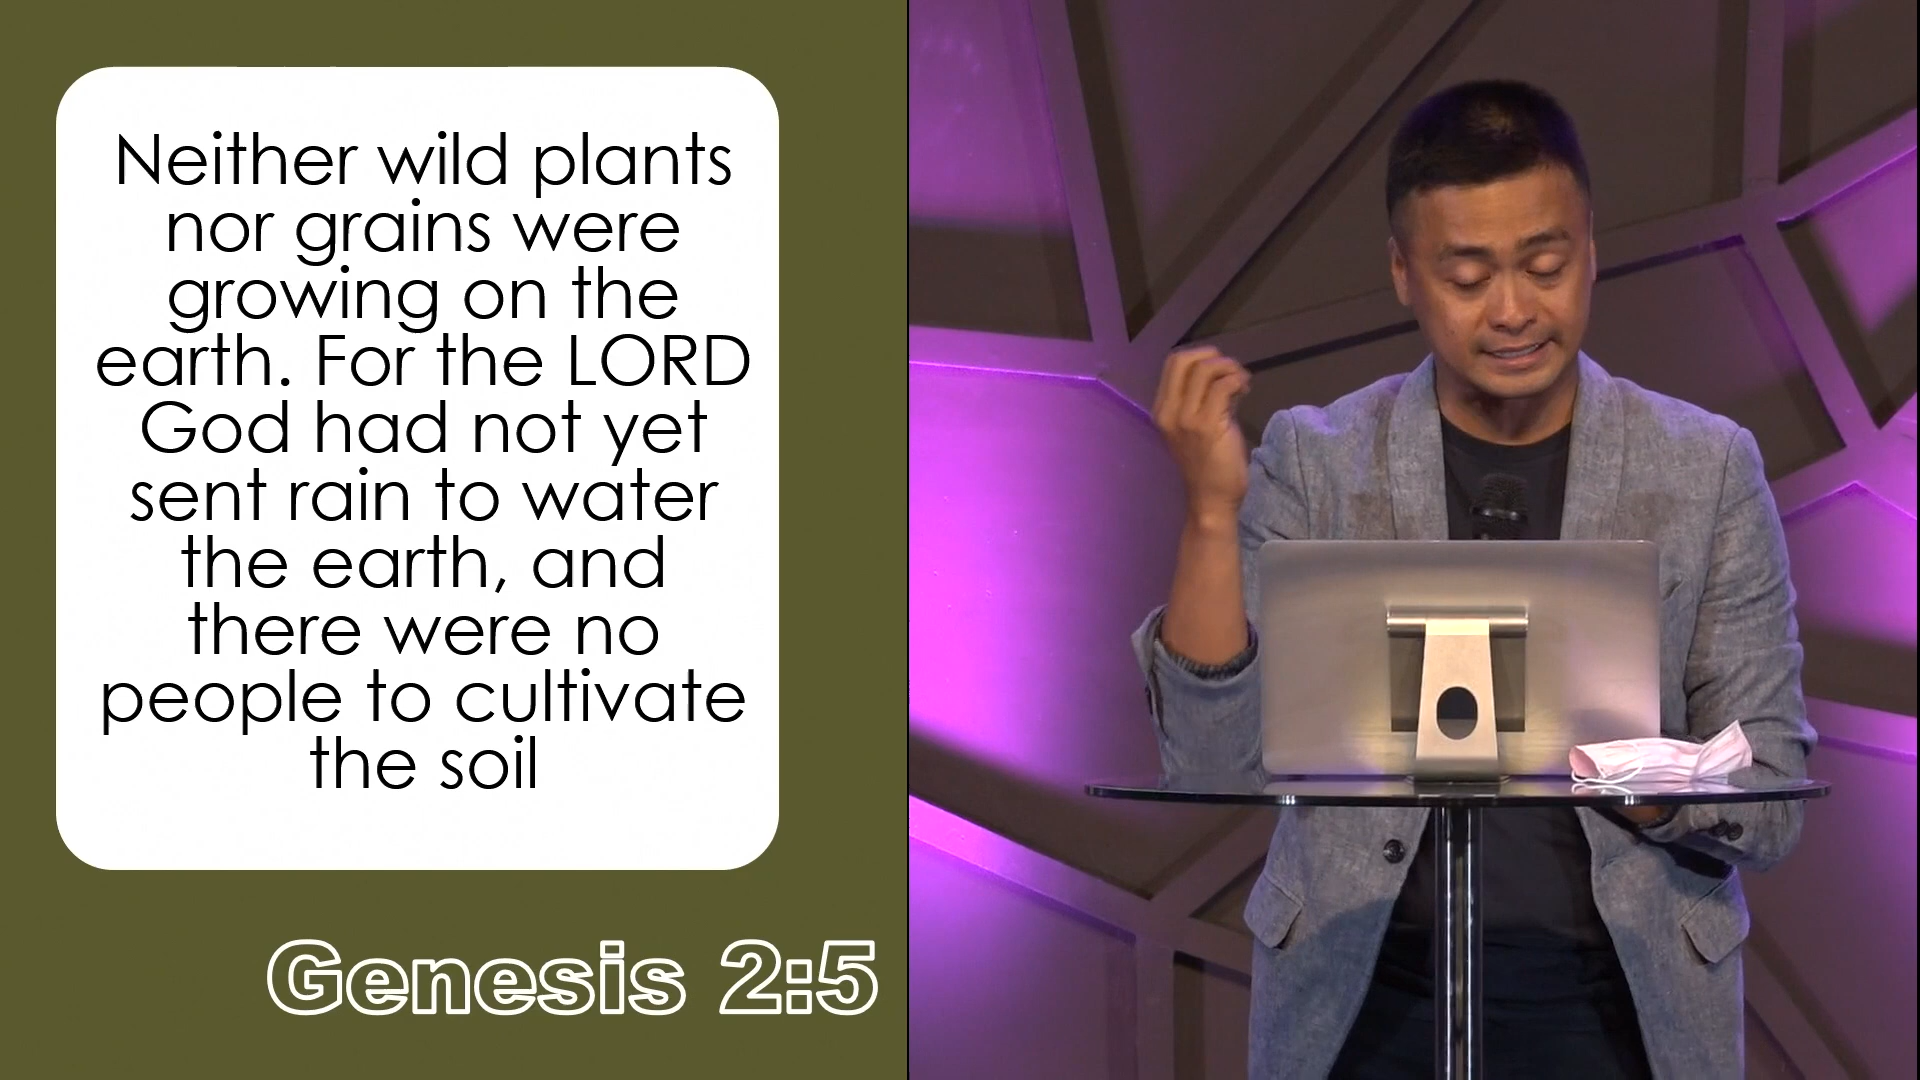 Neither wild plants
nor grains were
growing on the
earth. For the LORD
God had not yet
sent rain to water
the earth, and
there were no
people to cultivate
the soil
Genesis 2:5